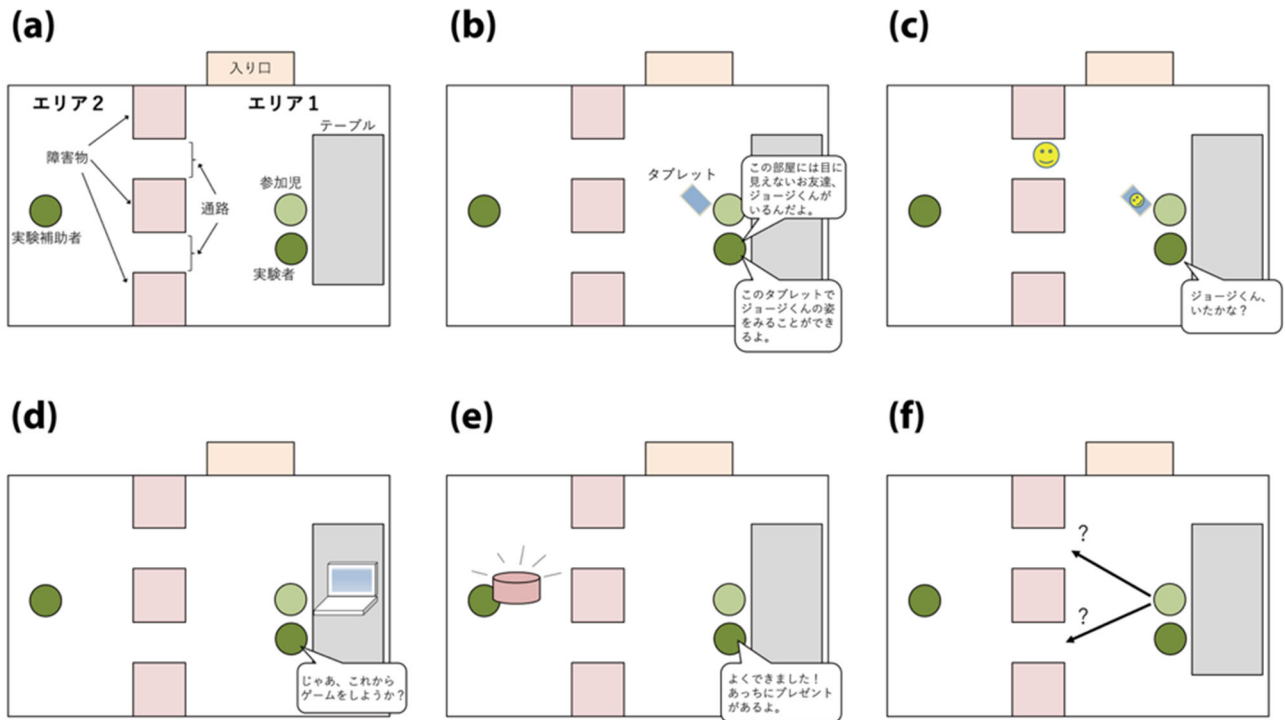 (a)
入り口
エリア2
エリア1
テーブル
障害物
参加児
通路
実験補助者
実験者
(b)
タブレット
この部屋には目に
見えないお友達、
ジョージくんが
いるんだよ。
このタブレットで
ジョージくんの姿
をみることができ
るよ。
(c)
ジョージくん、
いたかな？
(d)
じゃあ、これから
ゲームをしようか？
(e)
よくできました！
あっちにプレゼント
があるよ。
(f)
？
？